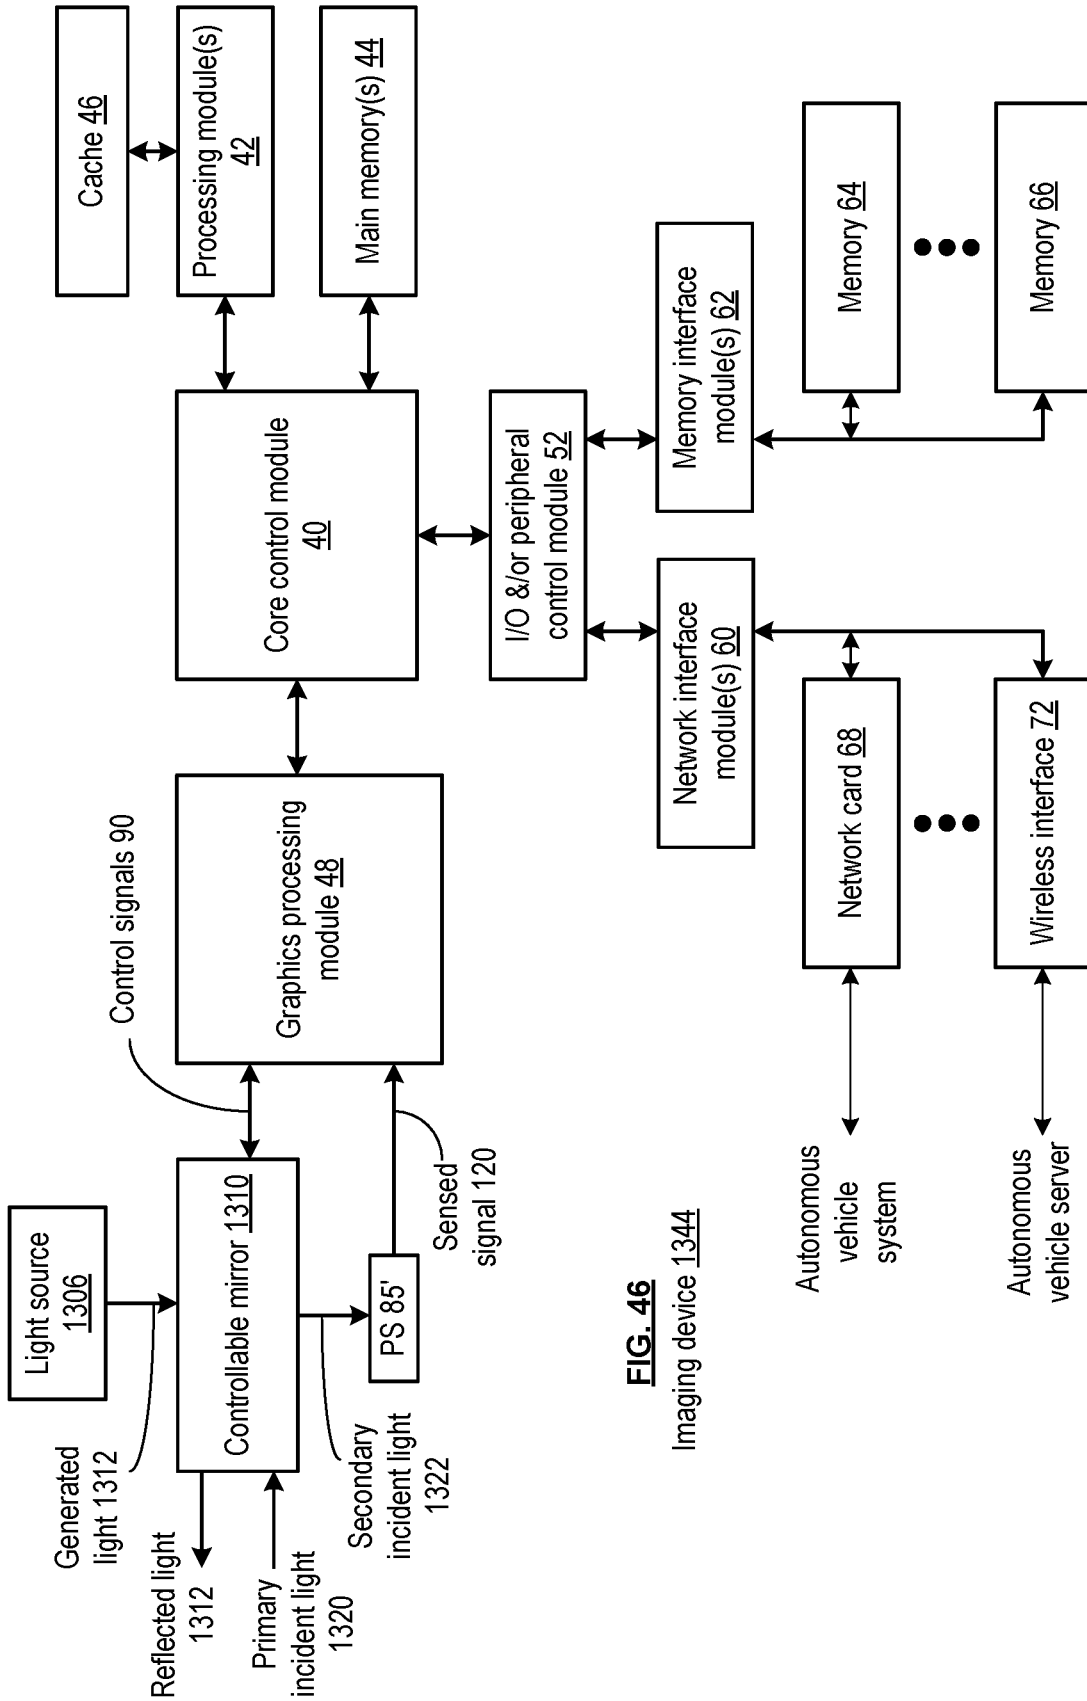 Light source
1306
Generated
light 1312
Reflected light
1312
Controllable mirror 1310
Primary
incident light
1320
Secondary
incident light
1322
PS 85'
Sensed
signal 120
Control signals 90
Graphics processing
module 48
Core control module
40
Cache 46
Processing module(s)
42
Main memory(s) 44
I/O &/or peripheral
control module 52
Network interface
module(s) 60
Memory interface
module(s) 62
Network card 68
Wireless interface 72
Memory 64
Memory 66
Autonomous
vehicle
system
Autonomous
vehicle server
FIG. 46
Imaging device 1344